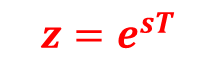 z = e^{sT}